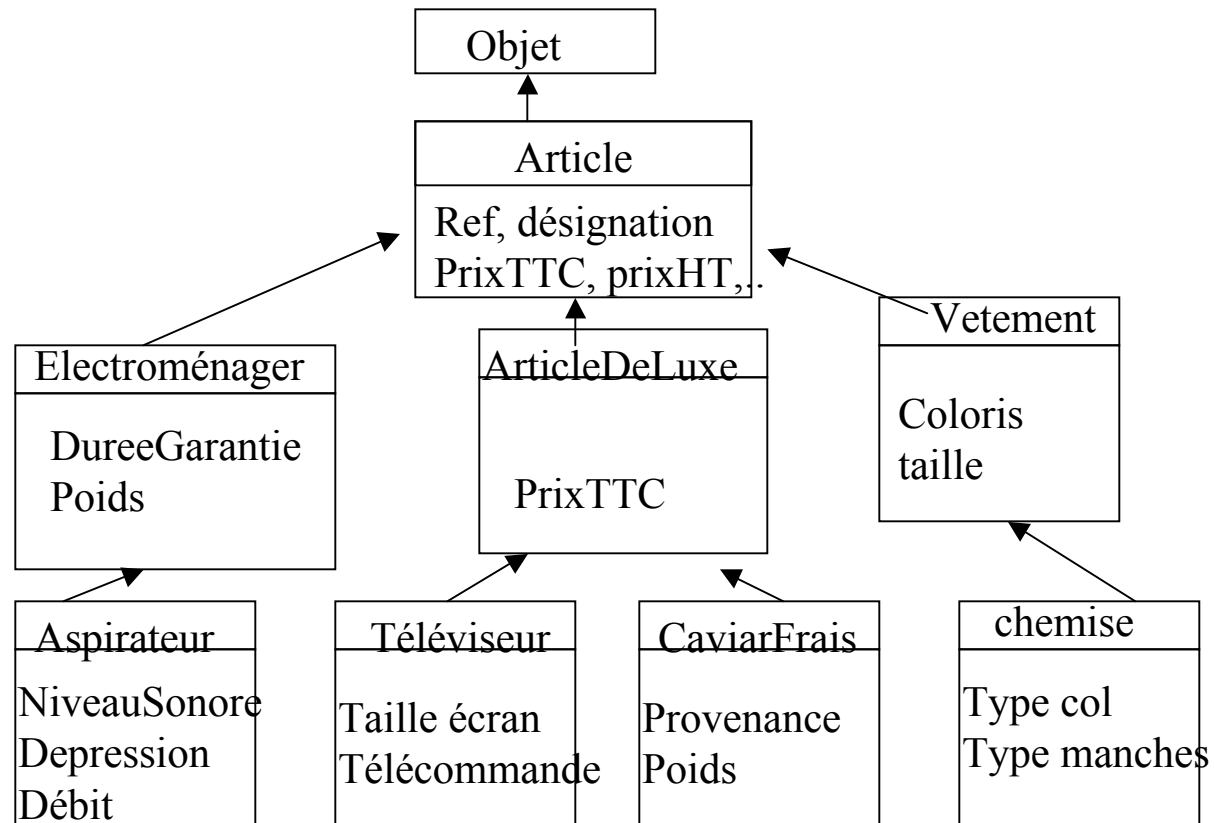 Objet
Article
Ref, désignation
PrixTTC, prixHT,..
Electroménager
DureeGarantie
Poids
ArticleDeLuxe
PrixTTC
Vetement
Coloris
taille
Aspirateur
NiveauSonore
Depression
Débit
Téléviseur
Taille écran
Télécommande
CaviarFrais
Provenance
Poids
chemise
Type col
Type manches